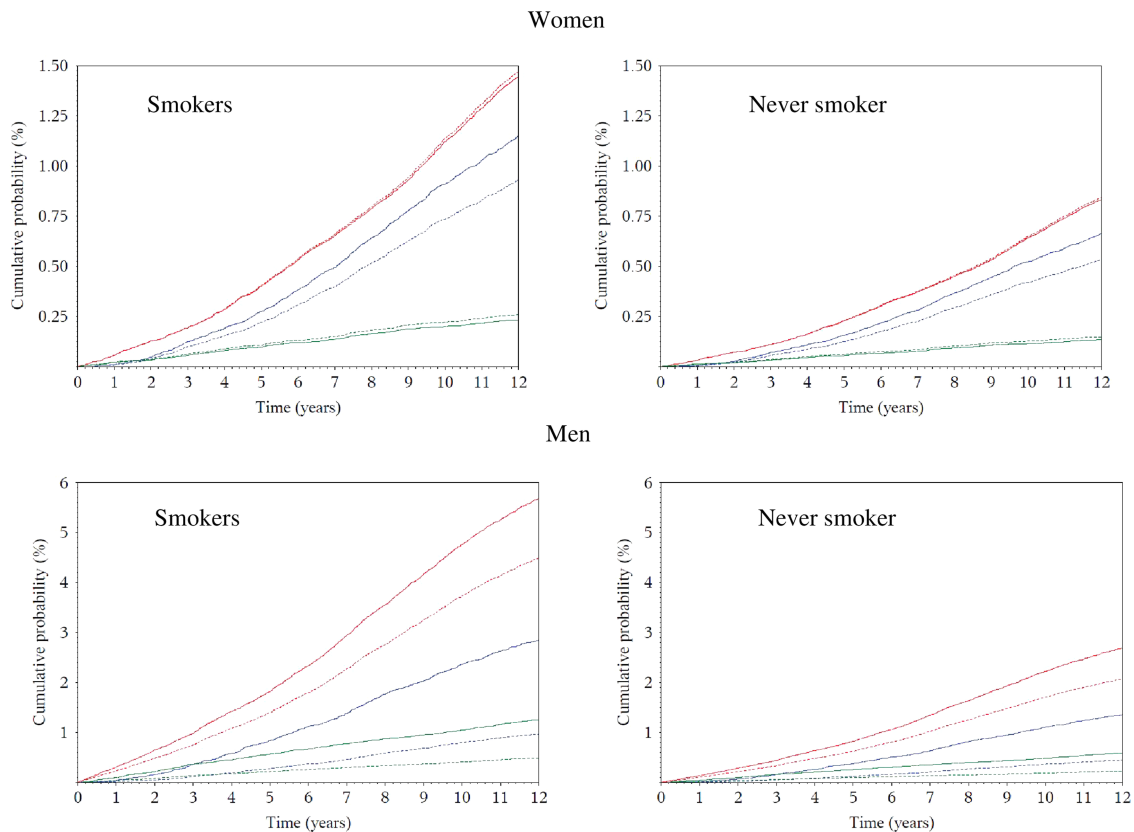 Women
Smokers
Cumulative probability (%)
1.50
1.25
1.00
0.75
0.50
0.25
0 1 2 3 4 5 6 7 8 9 10 11 12
Time (years)
Never smoker
Cumulative probability (%)
1.50
1.25
1.00
0.75
0.50
0.25
0 1 2 3 4 5 6 7 8 9 10 11 12
Time (years)
Men
Smokers
Cumulative probability (%)
6
5
4
3
2
1
0 1 2 3 4 5 6 7 8 9 10 11 12
Time (years)
Never smoker
Cumulative probability (%)
6
5
4
3
2
1
0 1 2 3 4 5 6 7 8 9 10 11 12
Time (years)